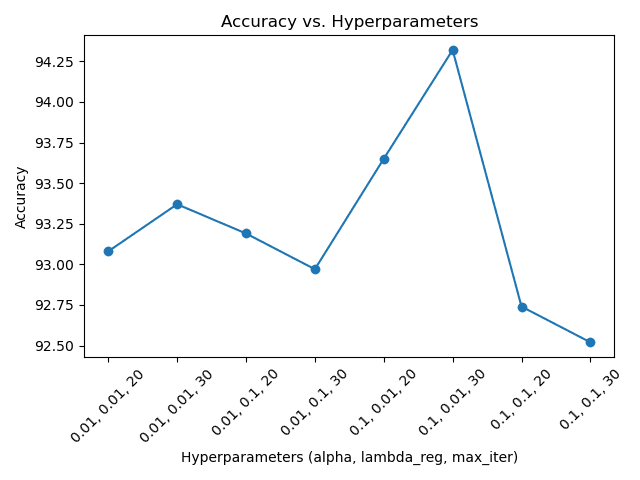 Accuracy vs. Hyperparameters
94.25
94.00
93.75
93.50
93.25
93.00
92.75
92.50
Accuracy
0.01, 0.01, 20
0.01, 0.01, 30
0.01, 0.1, 20
0.01, 0.1, 30
0.1, 0.01, 20
0.1, 0.01, 30
0.1, 0.1, 20
0.1, 0.1, 30
Hyperparameters (alpha, lambda_reg, max_iter)